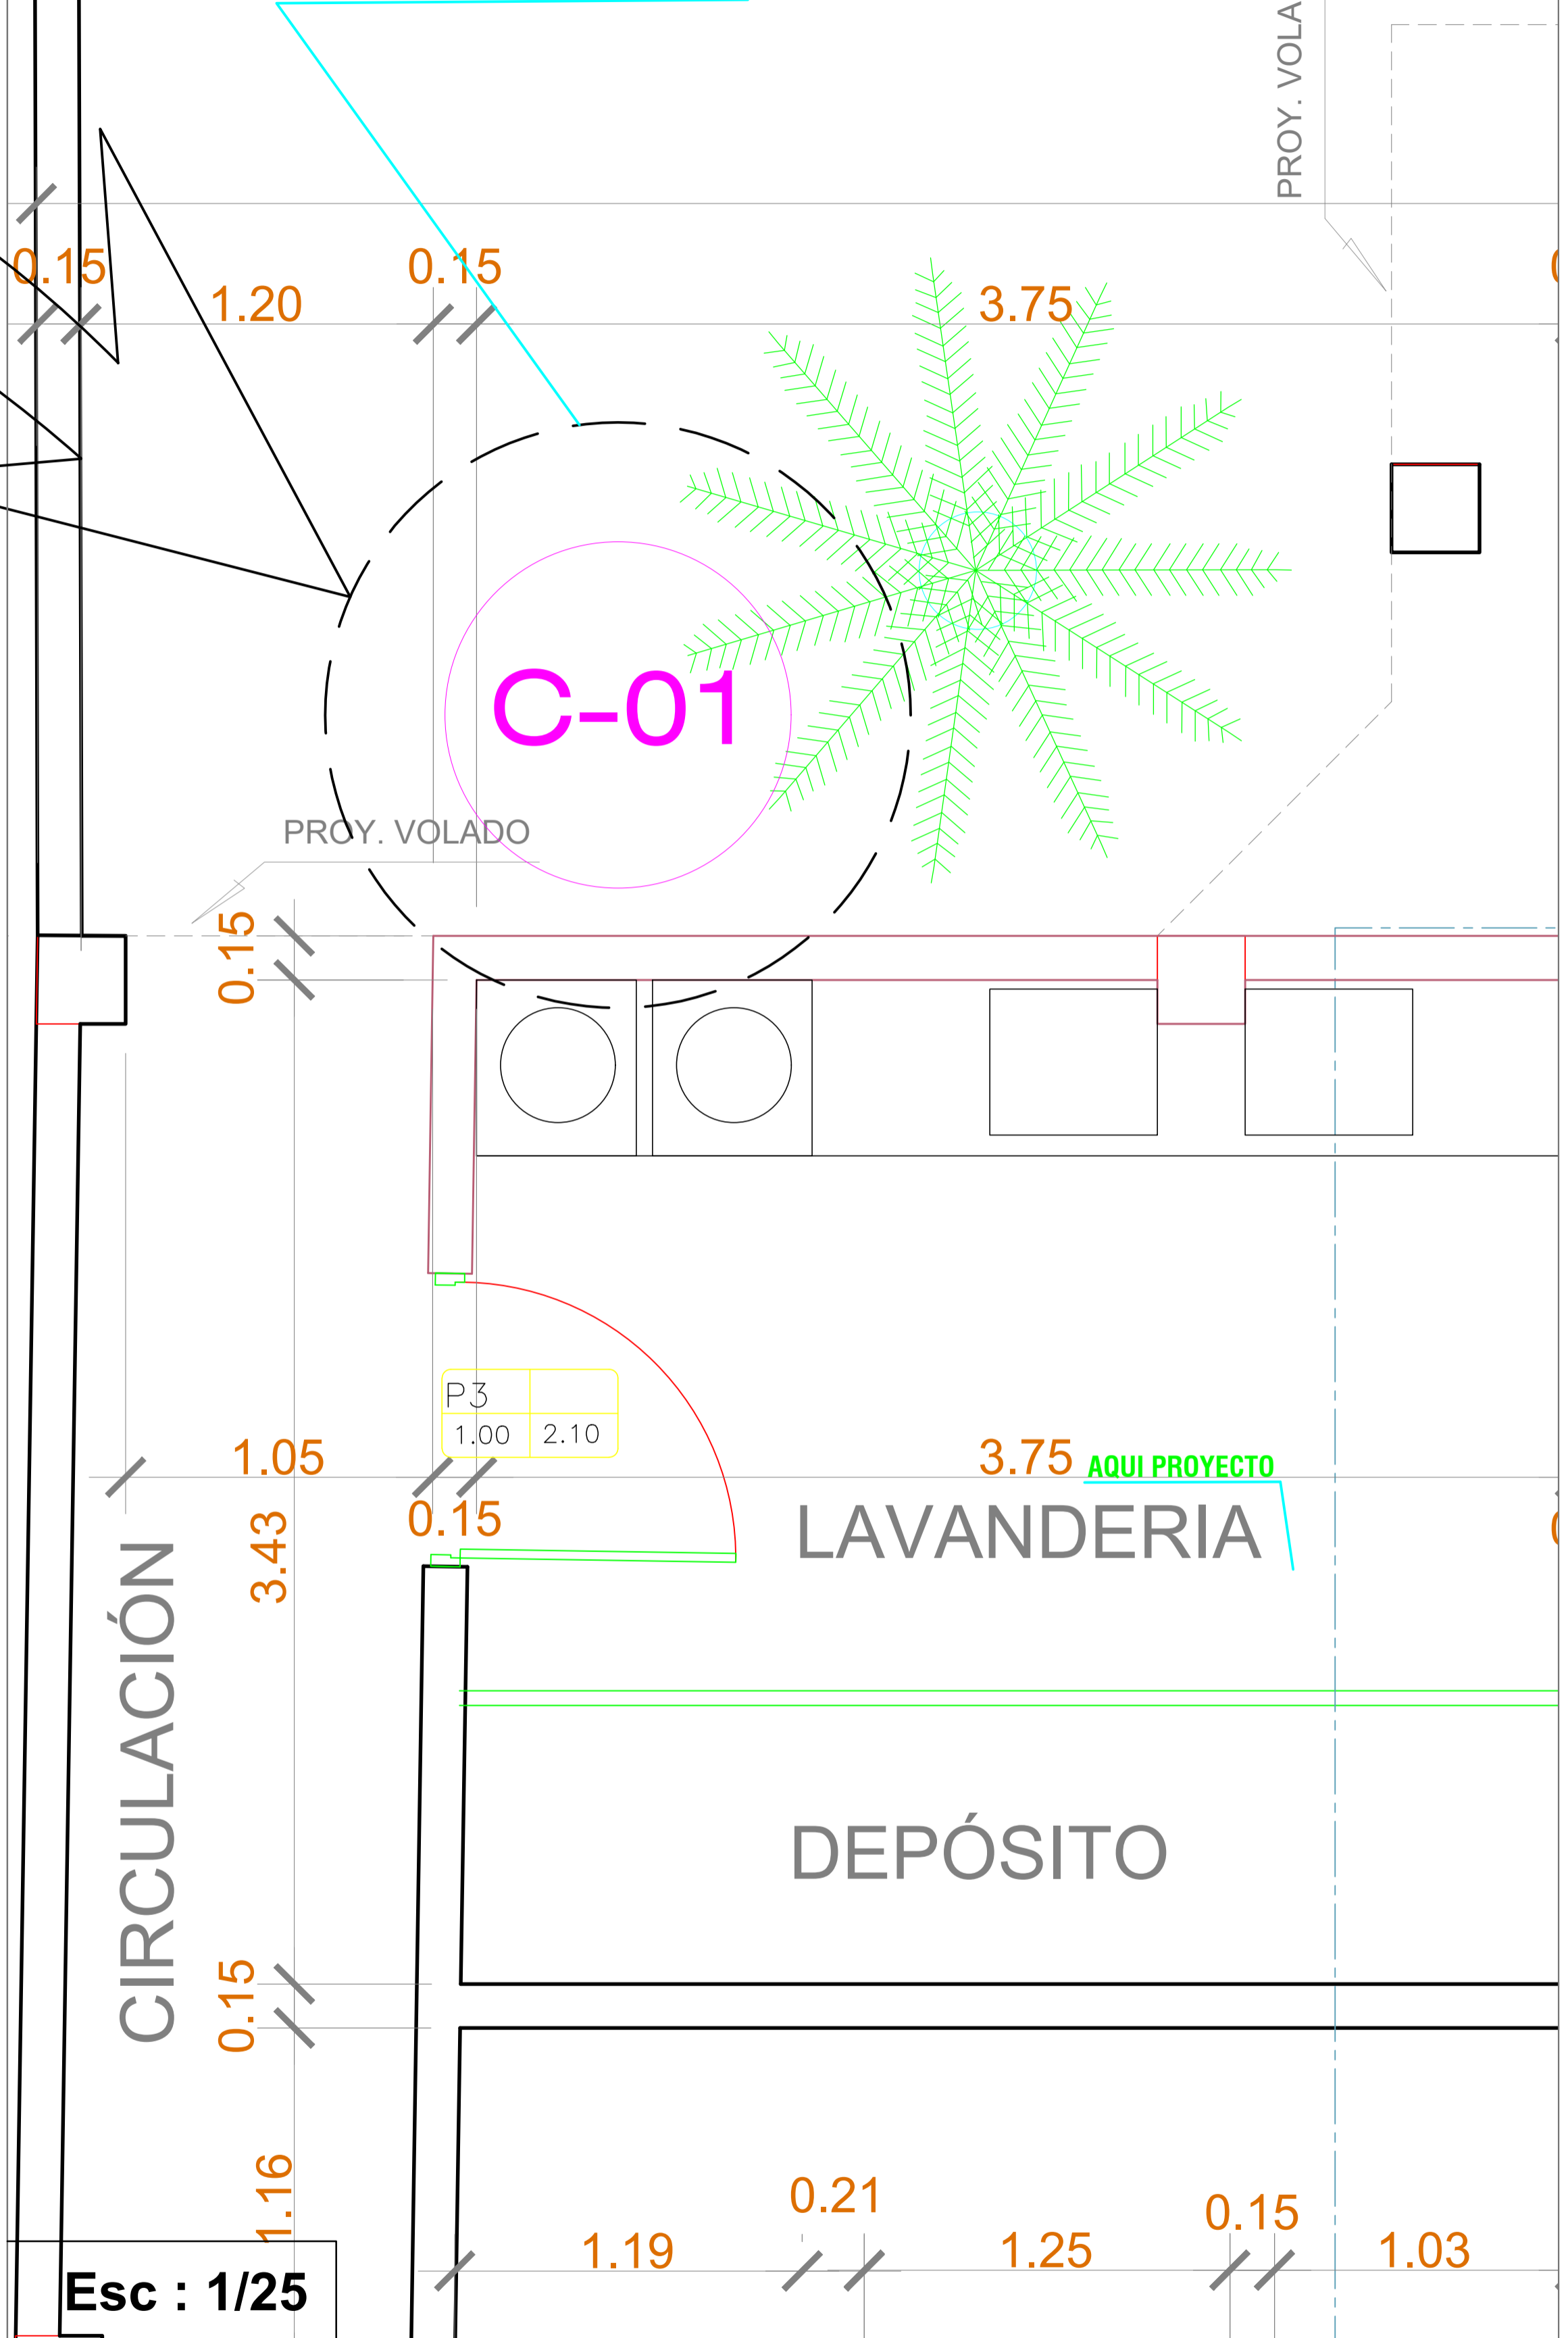 PROY. VOLA
0.15
0.15
1.20
3.75
C-01
PROY. VOLADO
0.15
P3
1.00
2.10
1.05
3.75
AQUI PROYECTO
0.15
LAVANDERIA
3.43
CIRCULACIÓN
DEPÓSITO
0.15
1.16
0.21
0.15
1.19
1.25
1.03
Esc : 1/25